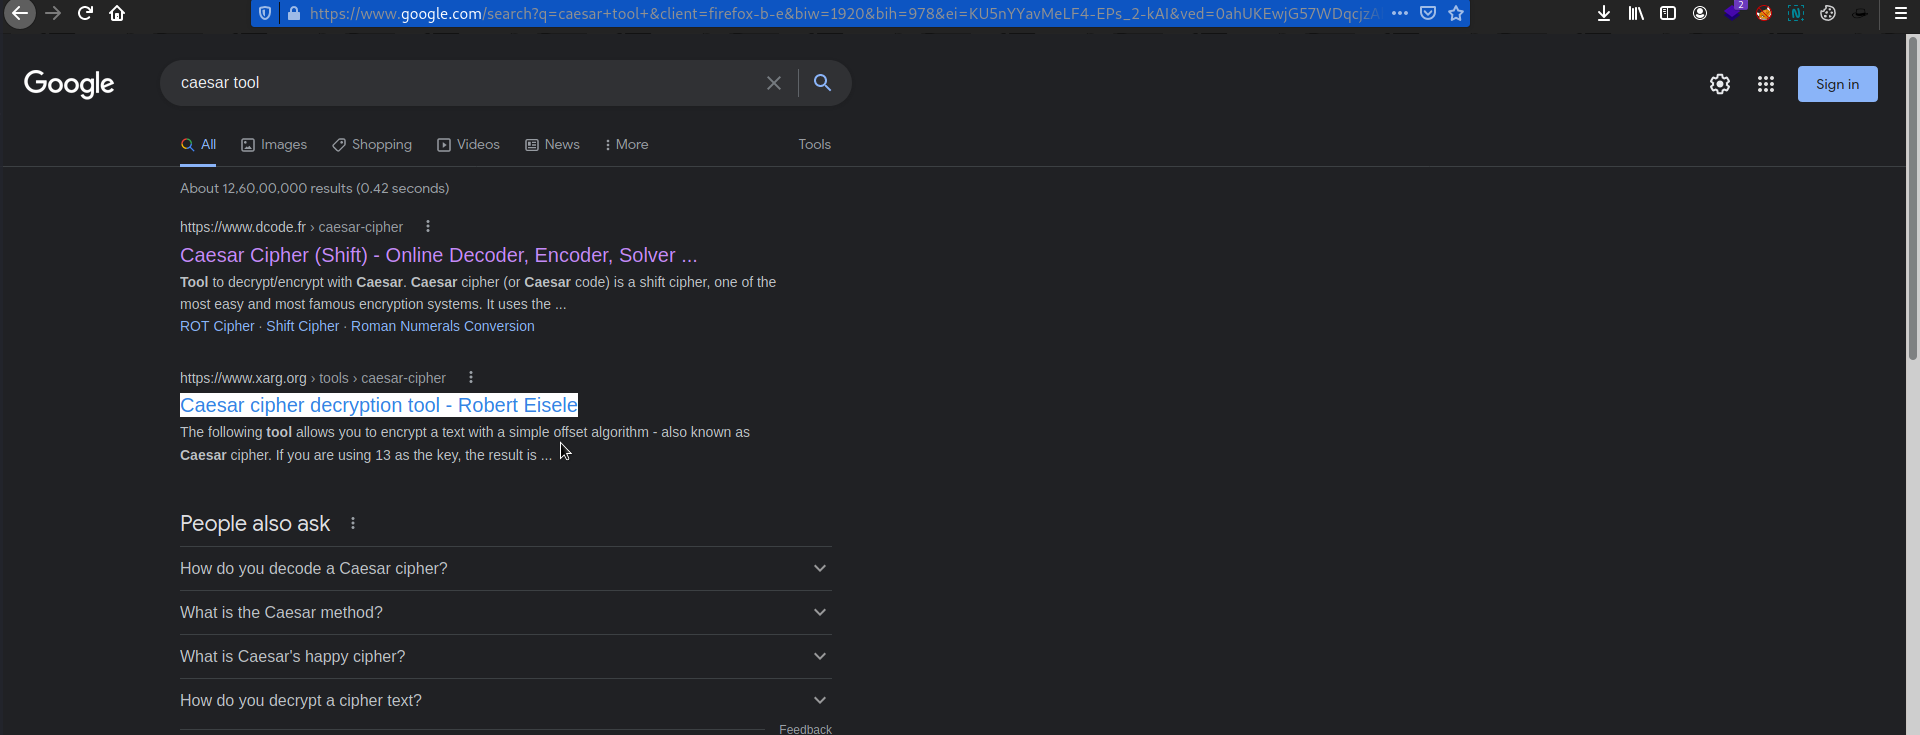 https://www.google.com/search?q=caesar+tool+&client=firefox-b-e&biw=1920&bih=978&ei=KU5nYYavMeLF4-EPs_2-kAI&ved=0ahUKEwjG57WDqcjzA
2
Google
caesar tool
Sign in
All Images Shopping Videos News More Tools
About 12,60,00,000 results (0.42 seconds)
https://www.dcode.fr › caesar-cipher
Caesar Cipher (Shift) - Online Decoder, Encoder, Solver ...
Tool to decrypt/encrypt with Caesar. Caesar cipher (or Caesar code) is a shift cipher, one of the
most easy and most famous encryption systems. It uses the ...
ROT Cipher · Shift Cipher · Roman Numerals Conversion
https://www.xarg.org › tools › caesar-cipher
Caesar cipher decryption tool - Robert Eisele
The following tool allows you to encrypt a text with a simple offset algorithm - also known as
Caesar cipher. If you are using 13 as the key, the result is ...
People also ask
How do you decode a Caesar cipher?
What is the Caesar method?
What is Caesar's happy cipher?
How do you decrypt a cipher text?
Feedback